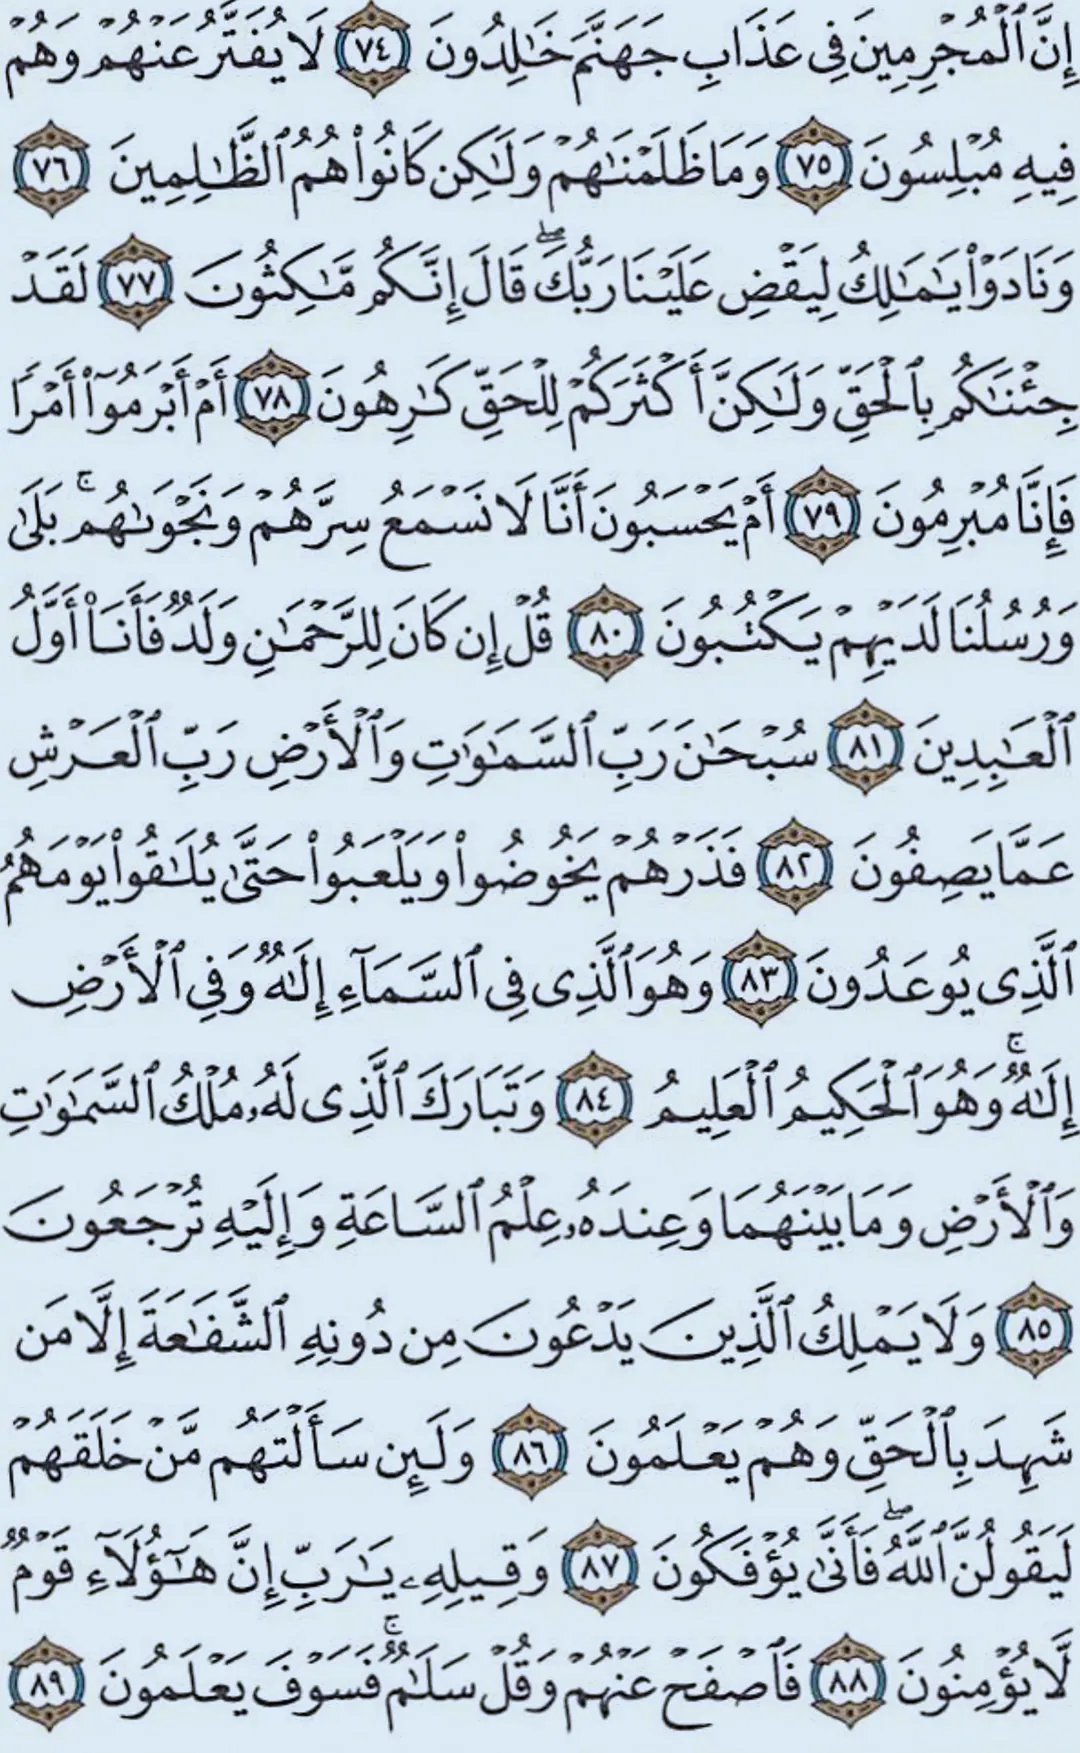 إِنَّ ٱلْمُجْرِمِينَ فِى عَذَابِ جَهَنَّمَ خَٰلِدُونَ ٧٤ لَا يُفَتَّرُ عَنْهُمْ وَهُمْ
فِيهِ مُبْلِسُونَ ٧٥ وَمَا ظَلَمْنَٰهُمْ وَلَٰكِن كَانُوا۟ هُمُ ٱلظَّٰلِمِينَ ٧٦
وَنَادَوْا۟ يَٰمَٰلِكُ لِيَقْضِ عَلَيْنَا رَبُّكَ ۖ قَالَ إِنَّكُم مَّٰكِثُونَ ٧٧ لَقَدْ
جِئْنَٰكُم بِٱلْحَقِّ وَلَٰكِنَّ أَكْثَرَكُمْ لِلْحَقِّ كَٰرِهُونَ ٧٨ أَمْ أَبْرَمُوٓا۟ أَمْرًا
فَإِنَّا مُبْرِمُونَ ٧٩ أَمْ يَحْسَبُونَ أَنَّا لَا نَسْمَعُ سِرَّهُمْ وَنَجْوَىٰهُم ۚ بَلَىٰ
وَرُسُلُنَا لَدَيْهِمْ يَكْتُبُونَ ٨٠ قُلْ إِن كَانَ لِلرَّحْمَٰنِ وَلَدٌ فَأَنَا۠ أَوَّلُ
ٱلْعَٰبِدِينَ ٨١ سُبْحَٰنَ رَبِّ ٱلسَّمَٰوَٰتِ وَٱلْأَرْضِ رَبِّ ٱلْعَرْشِ
عَمَّا يَصِفُونَ ٨٢ فَذَرْهُمْ يَخُوضُوا۟ وَيَلْعَبُوا۟ حَتَّىٰ يُلَٰقُوا۟ يَوْمَهُمُ
ٱلَّذِى يُوعَدُونَ ٨٣ وَهُوَ ٱلَّذِى فِى ٱلسَّمَآءِ إِلَٰهٌ وَفِى ٱلْأَرْضِ
إِلَٰهٌ ۚ وَهُوَ ٱلْحَكِيمُ ٱلْعَلِيمُ ٨٤ وَتَبَارَكَ ٱلَّذِى لَهُۥ مُلْكُ ٱلسَّمَٰوَٰتِ
وَٱلْأَرْضِ وَمَا بَيْنَهُمَا وَعِندَهُۥ عِلْمُ ٱلسَّاعَةِ وَإِلَيْهِ تُرْجَعُونَ
٨٥ وَلَا يَمْلِكُ ٱلَّذِينَ يَدْعُونَ مِن دُونِهِ ٱلشَّفَٰعَةَ إِلَّا مَن
شَهِدَ بِٱلْحَقِّ وَهُمْ يَعْلَمُونَ ٨٦ وَلَئِن سَأَلْتَهُم مَّنْ خَلَقَهُمْ
لَيَقُولُنَّ ٱللَّهُ ۖ فَأَنَّىٰ يُؤْفَكُونَ ٨٧ وَقِيلِهِۦ يَٰرَبِّ إِنَّ هَٰٓؤُلَآءِ قَوْمٌ
لَّا يُؤْمِنُونَ ٨٨ فَٱصْفَحْ عَنْهُمْ وَقُلْ سَلَٰمٌ ۚ فَسَوْفَ يَعْلَمُونَ ٨٩